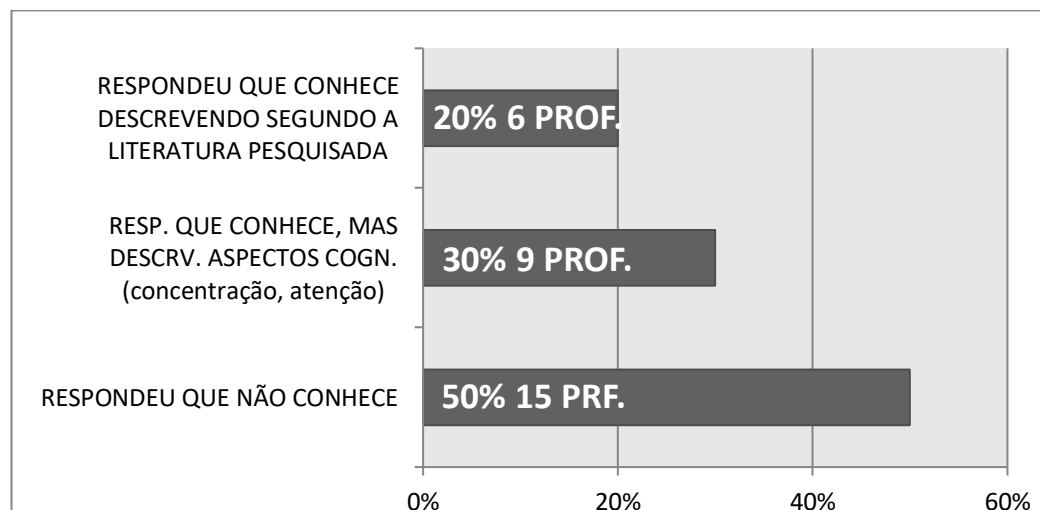 RESPONDEU QUE CONHECE
DESCREVENDO SEGUNDO A
LITERATURA PESQUISADA
20% 6 PROF.
RESP. QUE CONHECE, MAS
DESCRV. ASPECTOS COGN.
(concentração, atenção)
30% 9 PROF.
RESPONDEU QUE NÃO CONHECE
50% 15 PRF.
0%
20%
40%
60%